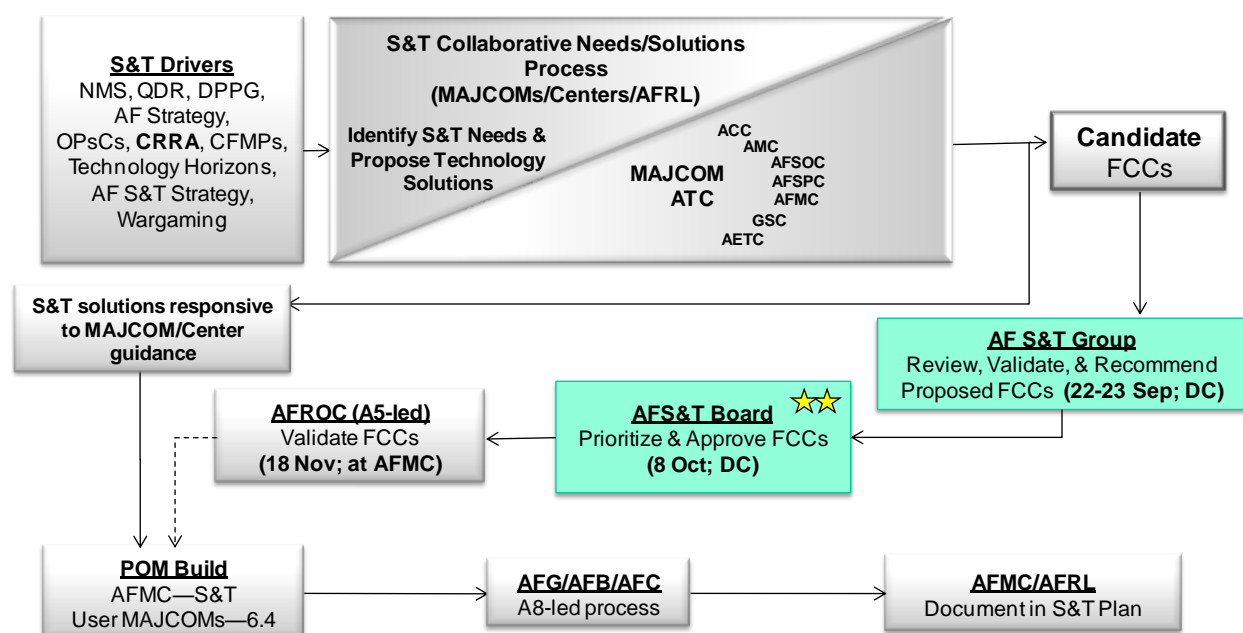 S&T Drivers
NMS, QDR, DPPG,
AF Strategy,
OPsCs, CRRA, CFMPs,
Technology Horizons,
AF S&T Strategy,
Wargaming
S&T Collaborative Needs/Solutions
Process
(MAJCOMs/Centers/AFRL)
Identify S&T Needs &
Propose Technology
Solutions
MAJCOM
ATC
ACC
AMC
AFSOC
AFSPC
AFMC
GSC
AETC
Candidate
FCCs
S&T solutions responsive
to MAJCOM/Center
guidance
AF S&T Group
Review, Validate, & Recommend
Proposed FCCs (22-23 Sep; DC)
AFS&T Board
Prioritize & Approve FCCs
(8 Oct; DC)
AFROC (A5-led)
Validate FCCs
(18 Nov; at AFMC)
POM Build
AFMC—S&T
User MAJCOMs—6.4
AFG/AFB/AFC
A8-led process
AFMC/AFRL
Document in S&T Plan